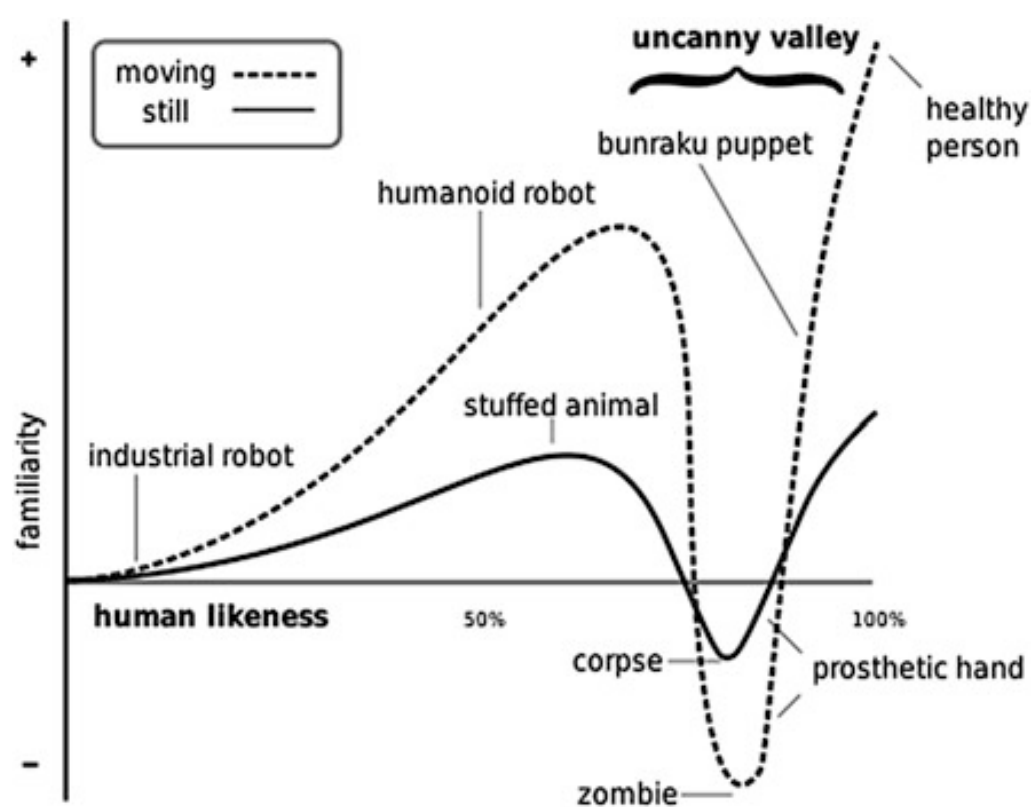 +
moving
still
uncanny valley
healthy
person
bunraku puppet
humanoid robot
stuffed animal
industrial robot
familiarity
human likeness
50%
100%
corpse
prosthetic hand
-
zombie